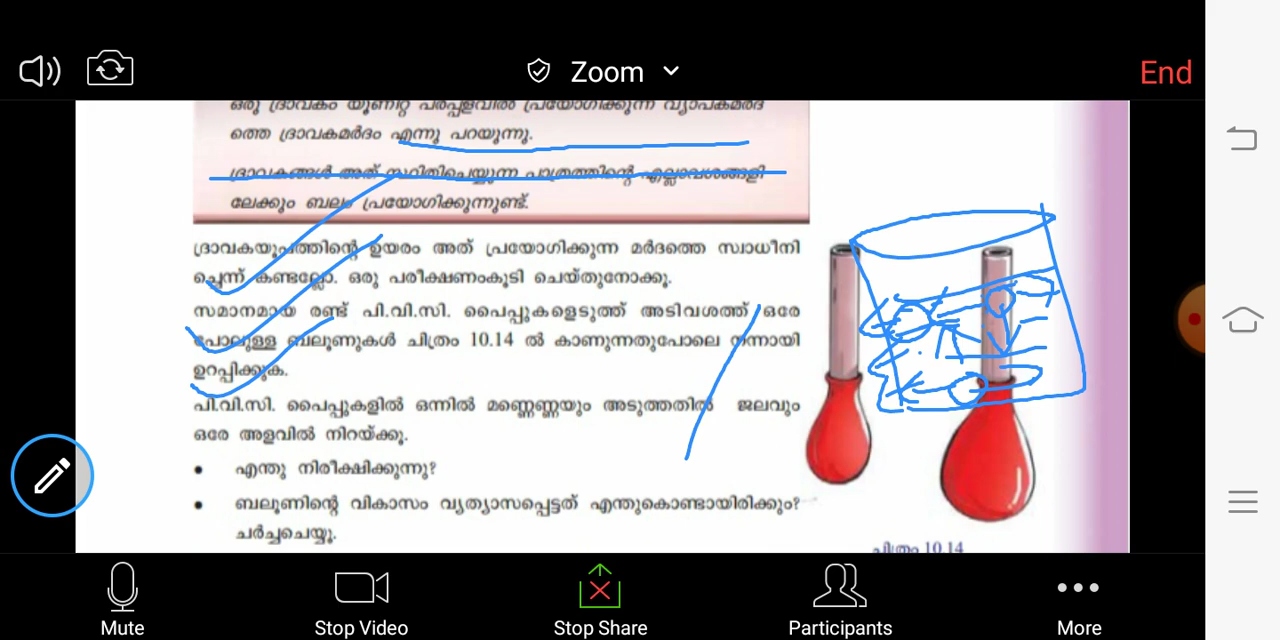 Zoom
End
ഒരു ദ്രാവകം യൂണിറ്റ് പരപ്പളവിൽ പ്രയോഗിക്കുന്ന വ്യാപകമർദ
ത്തെ ദ്രാവകമർദം എന്നു പറയുന്നു.
ദ്രാവകങ്ങൾ അത് സ്ഥിതിചെയ്യുന്ന പാത്രത്തിന്റെ എല്ലാവശങ്ങളി
ലേക്കും ബലം പ്രയോഗിക്കുന്നുണ്ട്.
ദ്രാവകയൂപത്തിന്റെ ഉയരം അത് പ്രയോഗിക്കുന്ന മർദത്തെ സ്വാധീനി
ച്ചെന്ന് കണ്ടല്ലോ. ഒരു പരീക്ഷണംകൂടി ചെയ്തുനോക്കൂ.
സമാനമായ രണ്ട് പി.വി.സി. പൈപ്പുകളെടുത്ത് അടിവശത്ത് ഒരേ
പോലുള്ള ബലൂണുകൾ ചിത്രം 10.14 ൽ കാണുന്നതുപോലെ നന്നായി
ഉറപ്പിക്കുക.
പി.വി.സി. പൈപ്പുകളിൽ ഒന്നിൽ മണ്ണെണ്ണയും അടുത്തതിൽ ജലവും
ഒരേ അളവിൽ നിറയ്ക്കൂ.
• എന്തു നിരീക്ഷിക്കുന്നു?
• ബലൂണിന്റെ വികാസം വ്യത്യാസപ്പെട്ടത് എന്തുകൊണ്ടായിരിക്കും?
ചർച്ചചെയ്യൂ.
ചിത്രം 10.14
Mute
Stop Video
Stop Share
Participants
More